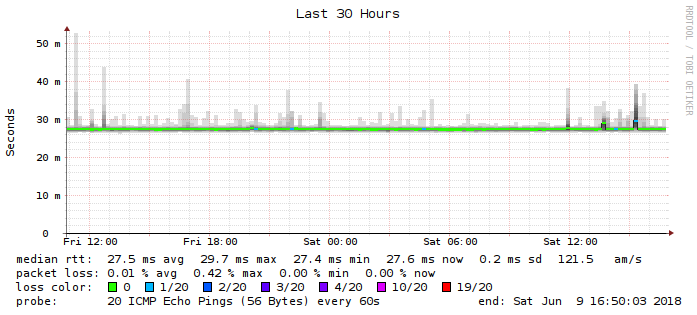 Last 30 Hours
RRDTOOL / TOBI OETIKER
Seconds
50 m
40 m
30 m
20 m
10 m
0
Fri 12:00 Fri 18:00 Sat 00:00 Sat 06:00 Sat 12:00
median rtt: 27.5 ms avg 29.7 ms max 27.4 ms min 27.6 ms now 0.2 ms sd 121.5 am/s
packet loss: 0.01 % avg 0.42 % max 0.00 % min 0.00 % now
loss color: 0 1/20 2/20 3/20 4/20 10/20 19/20
probe: 20 ICMP Echo Pings (56 Bytes) every 60s end: Sat Jun 9 16:50:03 2018